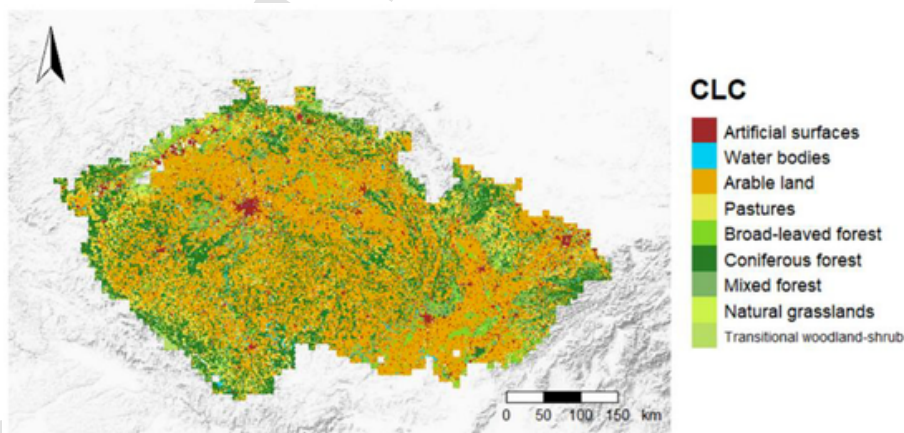 CLC
Artificial surfaces
Water bodies
Arable land
Pastures
Broad-leaved forest
Coniferous forest
Mixed forest
Natural grasslands
Transitional woodland-shrub
0 50 100 150 km